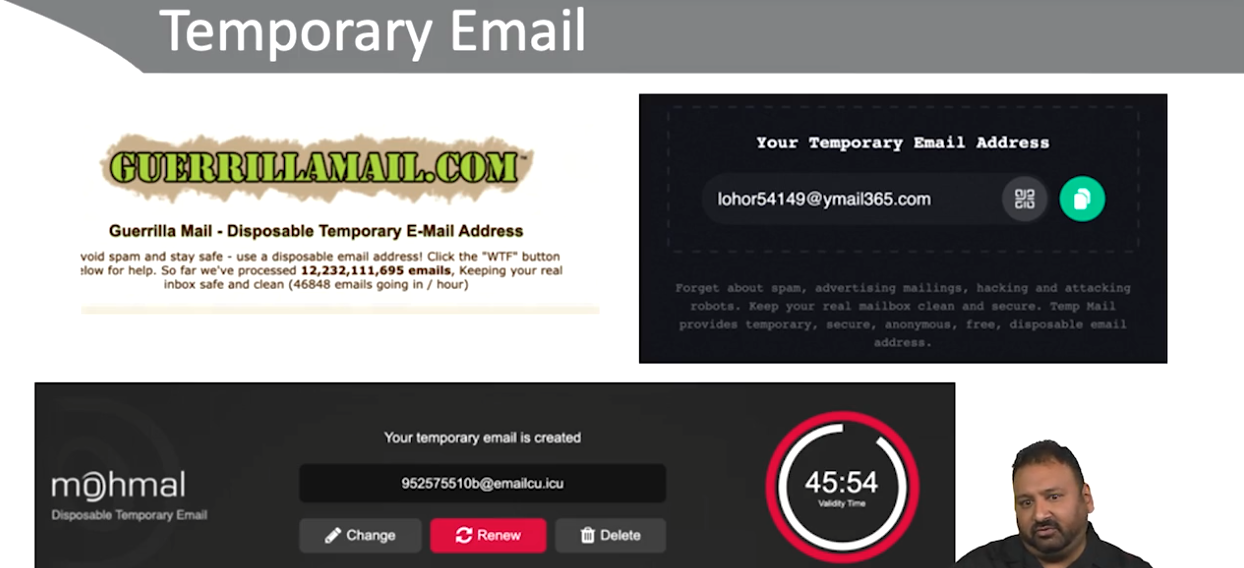 Temporary Email
GUERRILLAMAIL.COM
Guerrilla Mail - Disposable Temporary E-Mail Address
void spam and stay safe - use a disposable email address! Click the "WTF" button
elow for help. So far we've processed 12,232,111,695 emails, Keeping your real
inbox safe and clean (46848 emails going in / hour)
Your Temporary Email Address
lohor54149@ymail365.com
Forget about spam, advertising mailings, hacking and attacking
robots. Keep your real mailbox clean and secure. Temp Mail
provides temporary, secure, anonymous, free, disposable email
address.
m@hmal
Disposable Temporary Email
Your temporary email is created
952575510b@emailcu.icu
Change
Renew
Delete
45:54
Validity Time